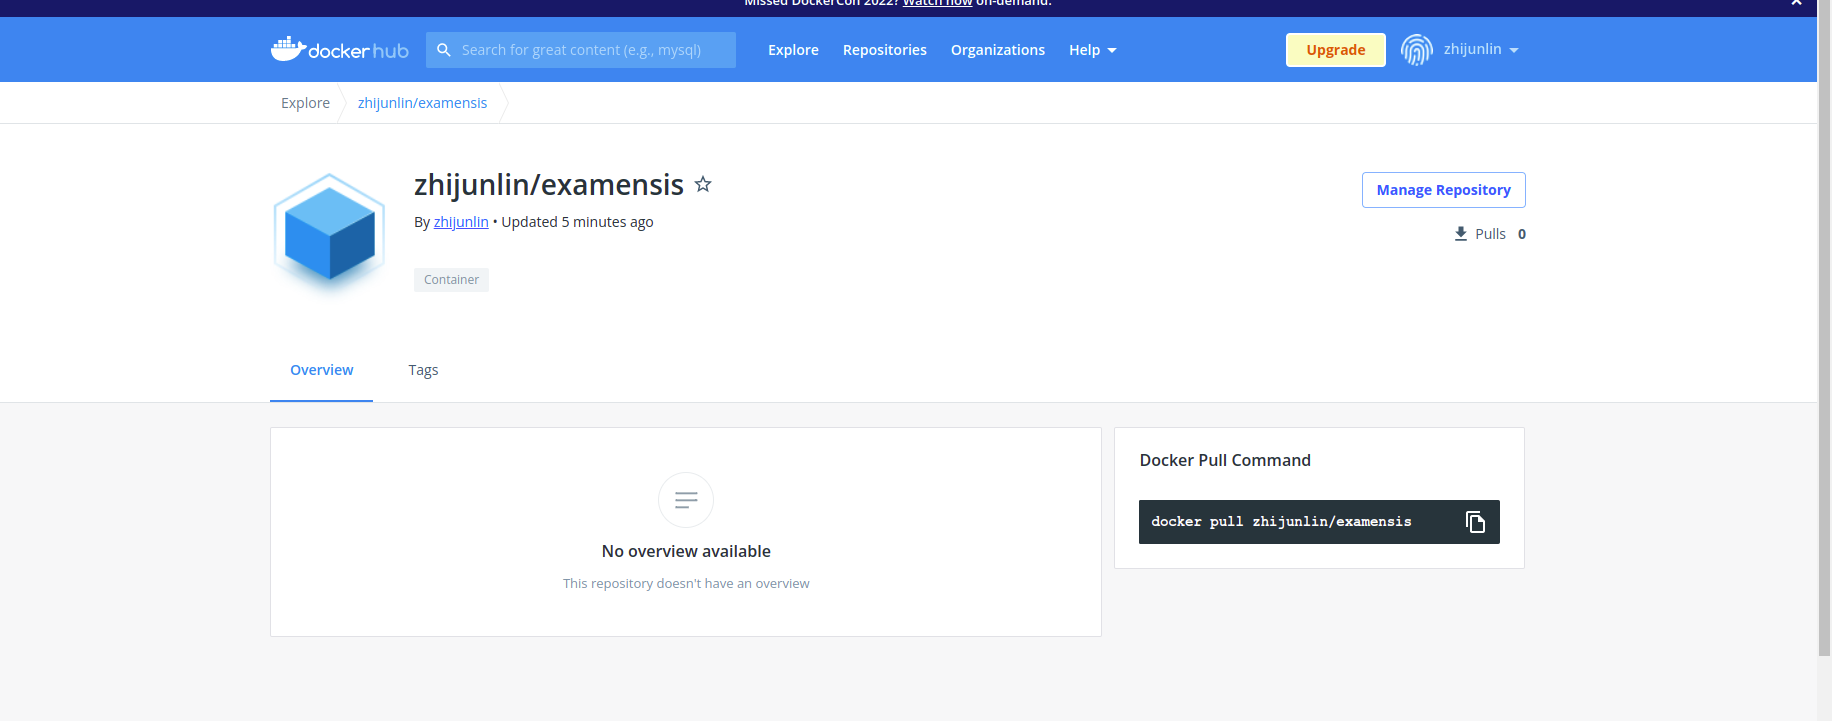 Missed DockerCon 2022? Watch now on-demand.
docker hub
Search for great content (e.g., mysql)
Explore
Repositories
Organizations
Help
Upgrade
zhijunlin
Explore
zhijunlin/examensis
zhijunlin/examensis
By zhijunlin • Updated 5 minutes ago
Container
Manage Repository
Pulls 0
Overview
Tags
No overview available
This repository doesn't have an overview
Docker Pull Command
docker pull zhijunlin/examensis